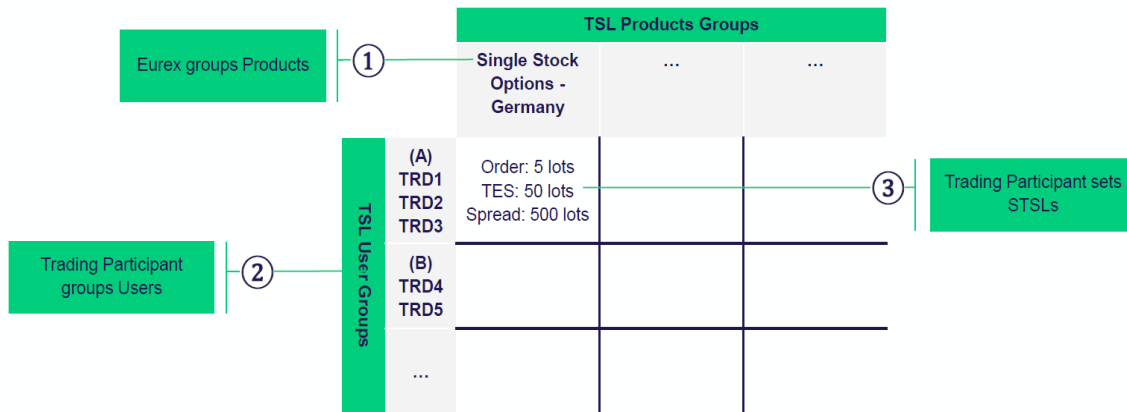 TSL Products Groups
Eurex groups Products
①
Single Stock
Options -
Germany
...
...
TSL User Groups
(A)
TRD1
TRD2
TRD3
Order: 5 lots
TES: 50 lots
Spread: 500 lots
③
Trading Participant sets
STSLs
Trading Participant
groups Users
②
(B)
TRD4
TRD5
...